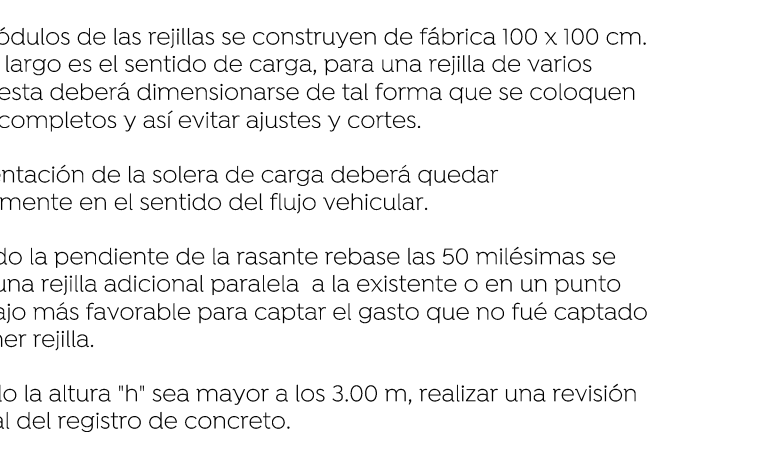 ódulos de las rejillas se construyen de fábrica 100 x 100 cm.
largo es el sentido de carga, para una rejilla de varios
esta deberá dimensionarse de tal forma que se coloquen
completos y así evitar ajustes y cortes.
ntación de la solera de carga deberá quedar
mente en el sentido del flujo vehicular.
do la pendiente de la rasante rebase las 50 milésimas se
una rejilla adicional paralela a la existente o en un punto
ajo más favorable para captar el gasto que no fué captado
er rejilla.
o la altura "h" sea mayor a los 3.00 m, realizar una revisión
al del registro de concreto.